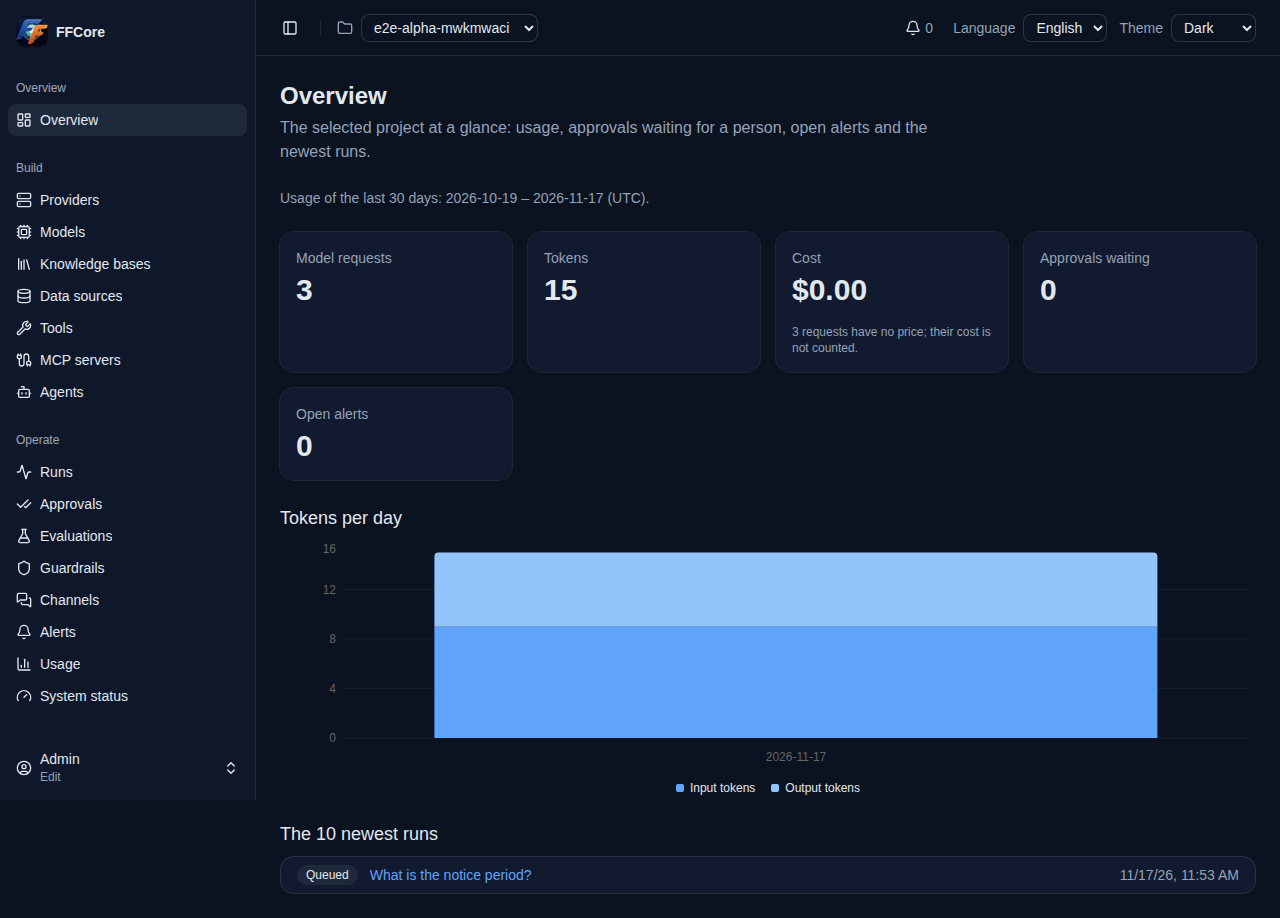 FFCore
e2e-alpha-mwkmwaci
0
Language
English
Theme
Dark
Overview
Overview
Build
Providers
Models
Knowledge bases
Data sources
Tools
MCP servers
Agents
Operate
Runs
Approvals
Evaluations
Guardrails
Channels
Alerts
Usage
System status
Admin
Edit
Overview
The selected project at a glance: usage, approvals waiting for a person, open alerts and the
newest runs.
Usage of the last 30 days: 2026-10-19 – 2026-11-17 (UTC).
Model requests
3
Tokens
15
Cost
$0.00
3 requests have no price; their cost is
not counted.
Approvals waiting
0
Open alerts
0
Tokens per day
16
12
8
4
0
2026-11-17
Input tokens
Output tokens
The 10 newest runs
Queued
What is the notice period?
11/17/26, 11:53 AM